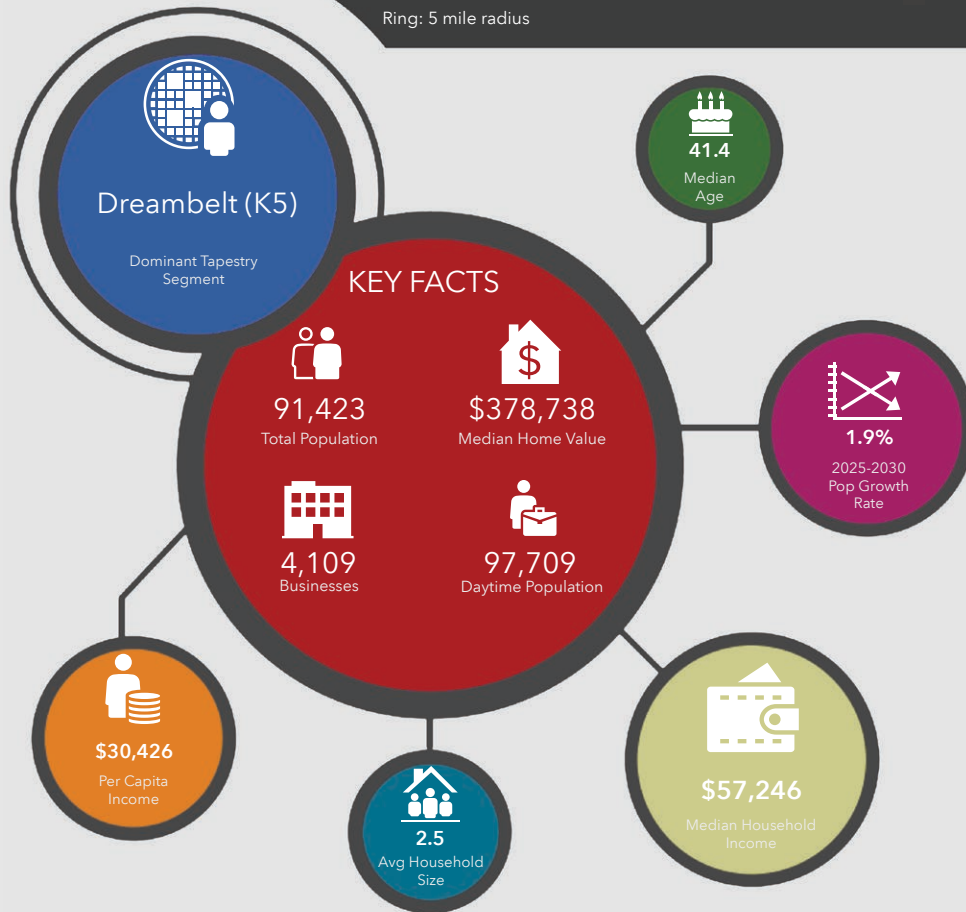 Ring: 5 mile radius
Dreambelt (K5)
Dominant Tapestry
Segment
41.4
Median
Age
KEY FACTS
$
91,423
Total Population
$378,738
Median Home Value
4,109
Businesses
97,709
Daytime Population
1.9%
2025-2030
Pop Growth
Rate
$30,426
Per Capita
Income
2.5
Avg Household
Size
$57,246
Median Household
Income